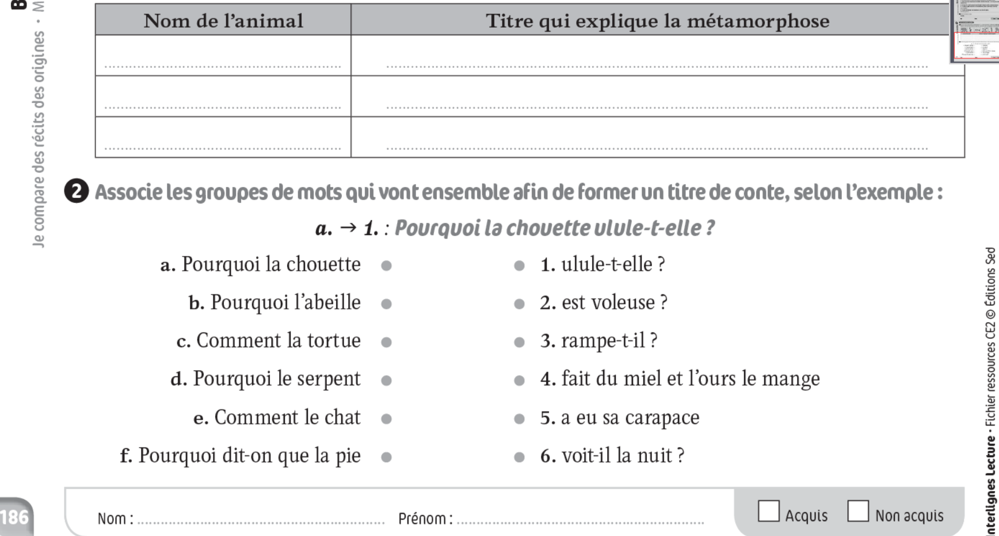 B
Je compare des récits des origines • M
Nom de l’animal
Titre qui explique la métamorphose
2 Associe les groupes de mots qui vont ensemble afin de former un titre de conte, selon l’exemple :
a. → 1. : Pourquoi la chouette ulule-t-elle ?
a. Pourquoi la chouette
1. ulule-t-elle ?
b. Pourquoi l’abeille
2. est voleuse ?
c. Comment la tortue
3. rampe-t-il ?
d. Pourquoi le serpent
4. fait du miel et l’ours le mange
e. Comment le chat
5. a eu sa carapace
f. Pourquoi dit-on que la pie
6. voit-il la nuit ?
Nom :
Prénom :
Acquis
Non acquis
186
nterlignes Lecture • Fichier ressources CE2 © Éditions Sed